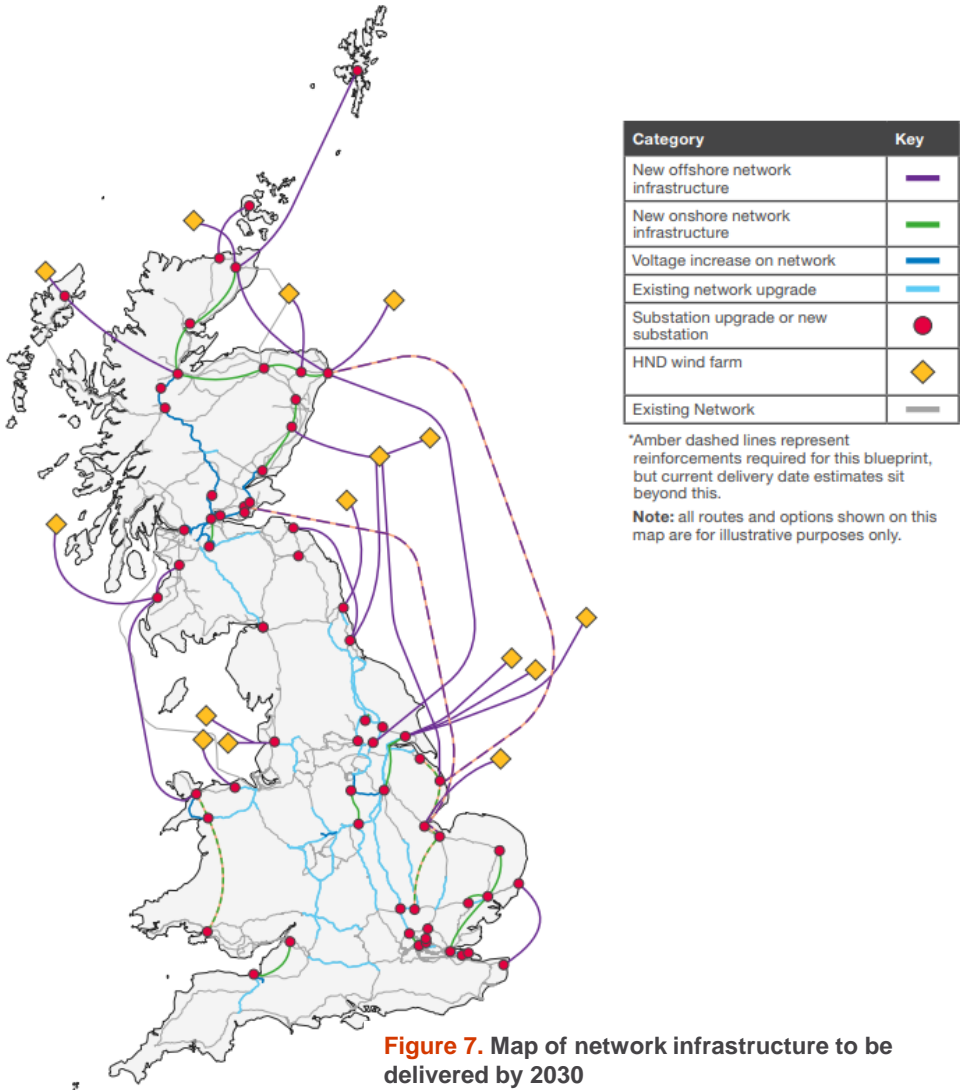 Category Key
New offshore network
infrastructure
New onshore network
infrastructure
Voltage increase on network
Existing network upgrade
Substation upgrade or new
substation
HND wind farm
Existing Network
*Amber dashed lines represent
reinforcements required for this blueprint,
but current delivery date estimates sit
beyond this.
Note: all routes and options shown on this
map are for illustrative purposes only.
Figure 7. Map of network infrastructure to be
delivered by 2030